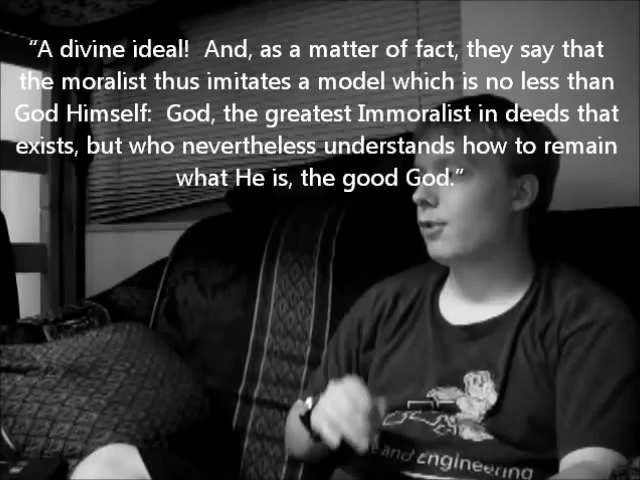 “A divine ideal!  And, as a matter of fact, they say that
the moralist thus imitates a model which is no less than
God Himself:  God, the greatest Immoralist in deeds that
exists, but who nevertheless understands how to remain
what He is, the good God.”
and engineering